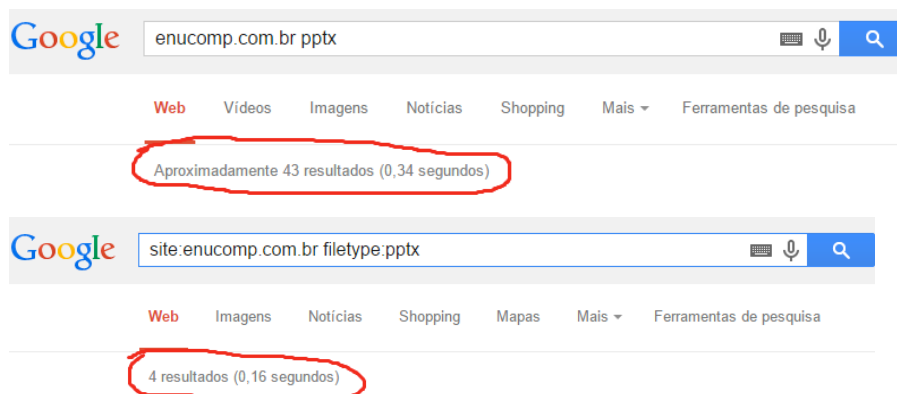 Google enucomp.com.br pptx
Web Vídeos Imagens Notícias Shopping Mais Ferramentas de pesquisa
Aproximadamente 43 resultados (0,34 segundos)
Google site:enucomp.com.br filetype:pptx
Web Imagens Notícias Shopping Mapas Mais Ferramentas de pesquisa
4 resultados (0,16 segundos)